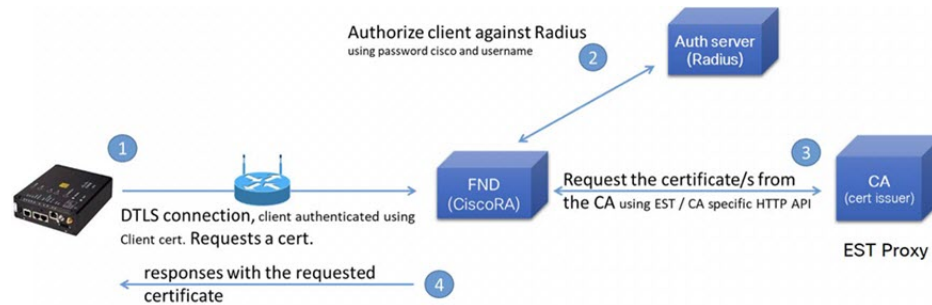 Authorize client against Radius
using password cisco and username
2
Auth server
(Radius)
1
FND
(CiscoRA)
3
Request the certificate/s from
the CA using EST / CA specific HTTP API
CA
(cert issuer)
DTLS connection, client authenticated using
Client cert. Requests a cert.
EST Proxy
responses with the requested
certificate
4